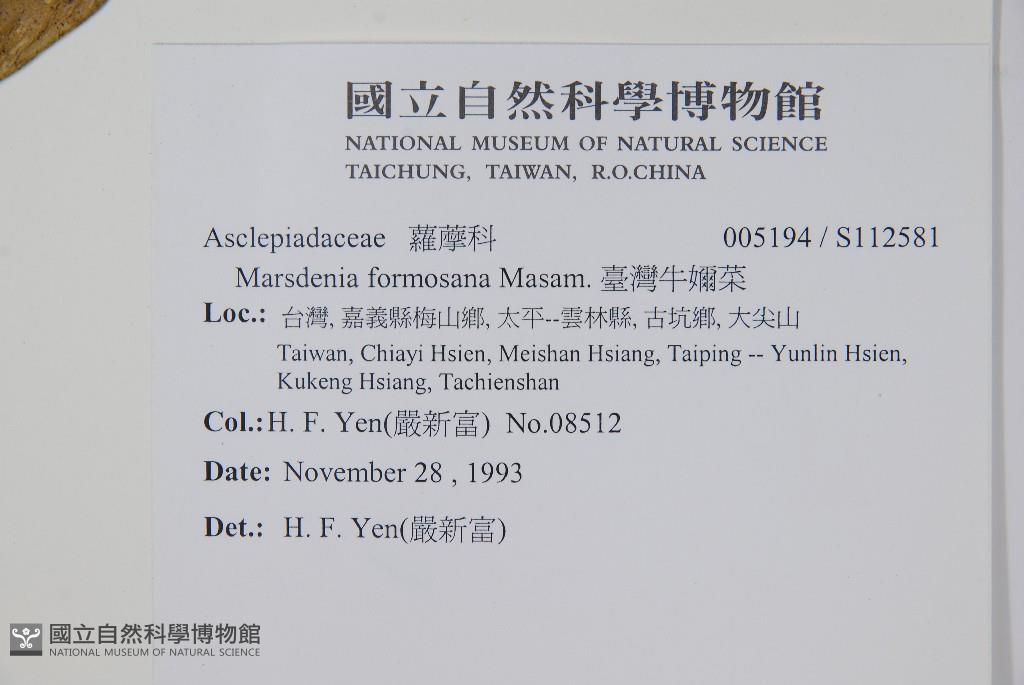 國立自然科學博物館
NATIONAL MUSEUM OF NATURAL SCIENCE
TAICHUNG, TAIWAN, R.O.CHINA
Asclepiadaceae 蘿藦科 005194 / S112581
Marsdenia formosana Masam. 臺灣牛嬭菜
Loc.: 台灣, 嘉義縣梅山鄉, 太平--雲林縣, 古坑鄉, 大尖山
Taiwan, Chiayi Hsien, Meishan Hsiang, Taiping -- Yunlin Hsien,
Kukeng Hsiang, Tachienshan
Col.:H. F. Yen(嚴新富) No.08512
Date: November 28 , 1993
Det.: H. F. Yen(嚴新富)
國立自然科學博物館
NATIONAL MUSEUM OF NATURAL SCIENCE